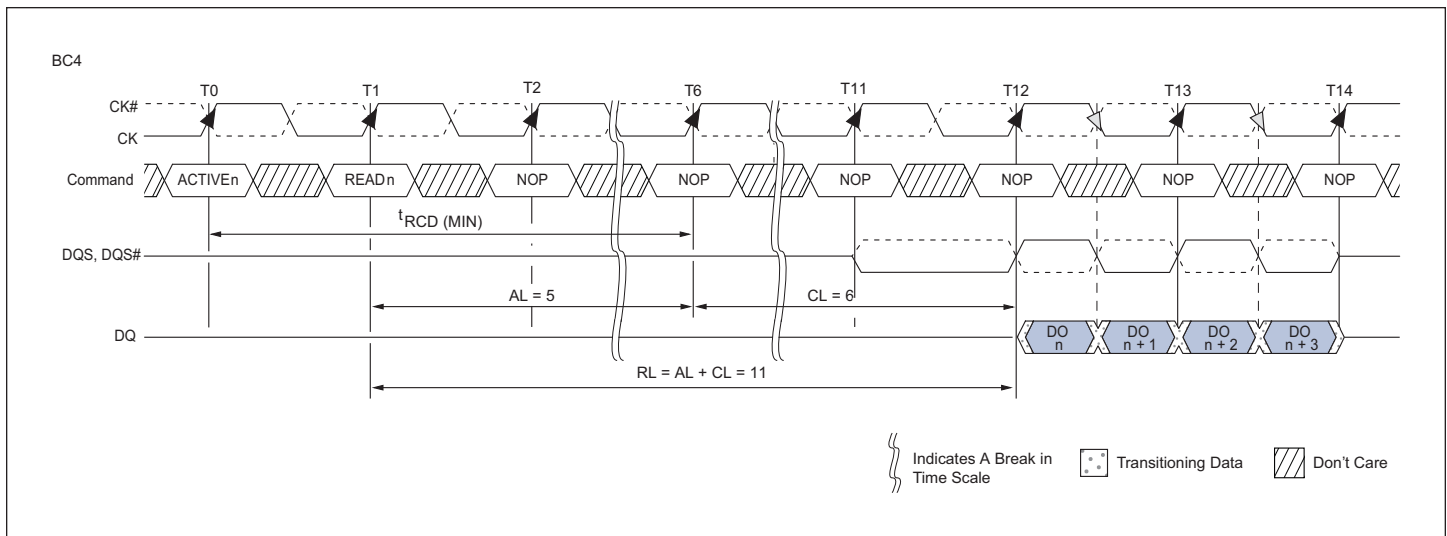 BC4
T0 T1 T2 T6 T11 T12 T13 T14
CK#
CK
Command ACTIVE n READ n NOP NOP NOP NOP NOP NOP
tRCD (MIN)
DQS, DQS#
AL = 5 CL = 6
DQ DO n DO n + 1 DO n + 2 DO n + 3
RL = AL + CL = 11
Indicates A Break in Time Scale
Transitioning Data
Don't Care